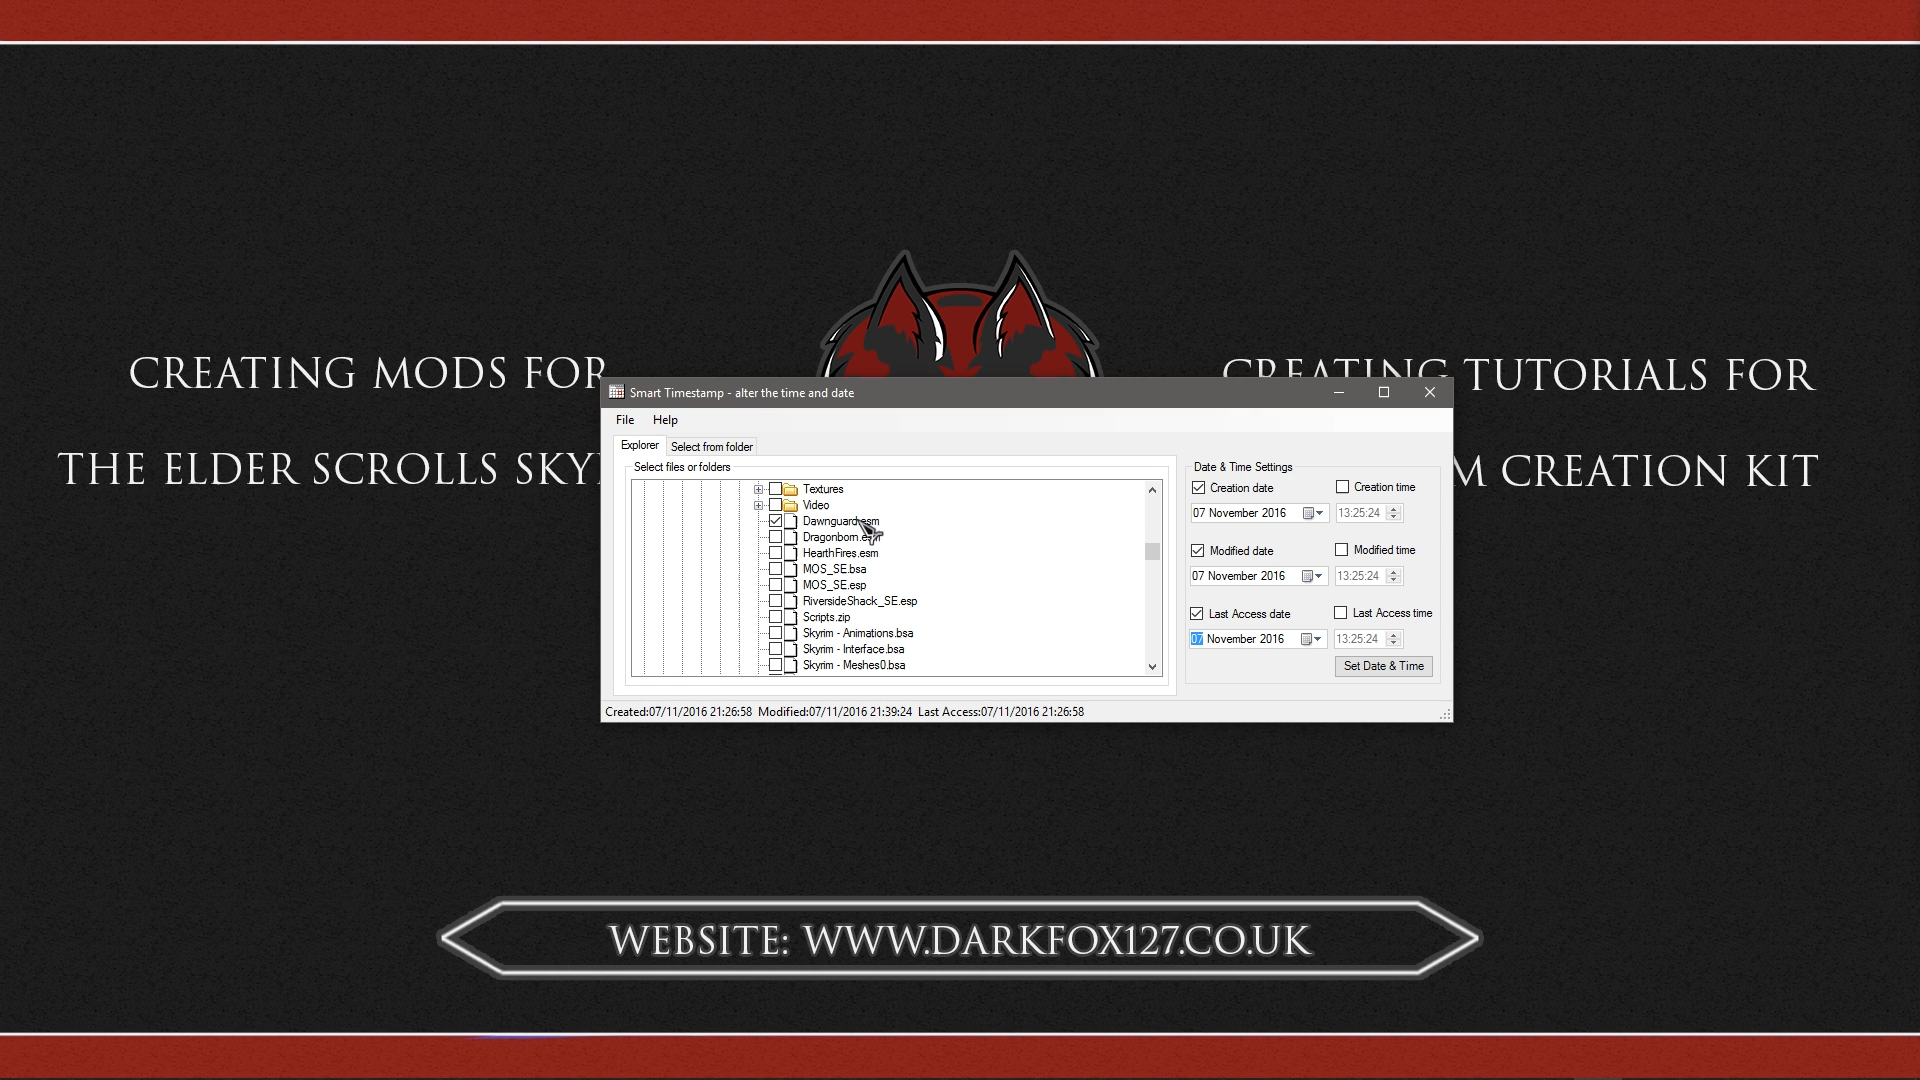 CREATING MODS FOR
THE ELDER SCROLLS
CREATING TUTORIALS FOR
CREATION KIT
Smart Timestamp - alter the time and date
File Help
Explorer Select from folder
Select files or folders
Textures
Video
Dawnguard.esm
Dragonborn.esm
HearthFires.esm
MOS_SE.bsa
MOS_SE.esp
RiversideShack_SE.esp
Scripts.zip
Skyrim - Animations.bsa
Skyrim - Interface.bsa
Skyrim - Meshes0.bsa
Date & Time Settings
Creation date Creation time
07 November 2016 13:25:24
Modified date Modified time
07 November 2016 13:25:24
Last Access date Last Access time
07 November 2016 13:25:24
Set Date & Time
Created:07/11/2016 21:26:58 Modified:07/11/2016 21:39:24 Last Access:07/11/2016 21:26:58
WEBSITE: WWW.DARKFOX127.CO.UK